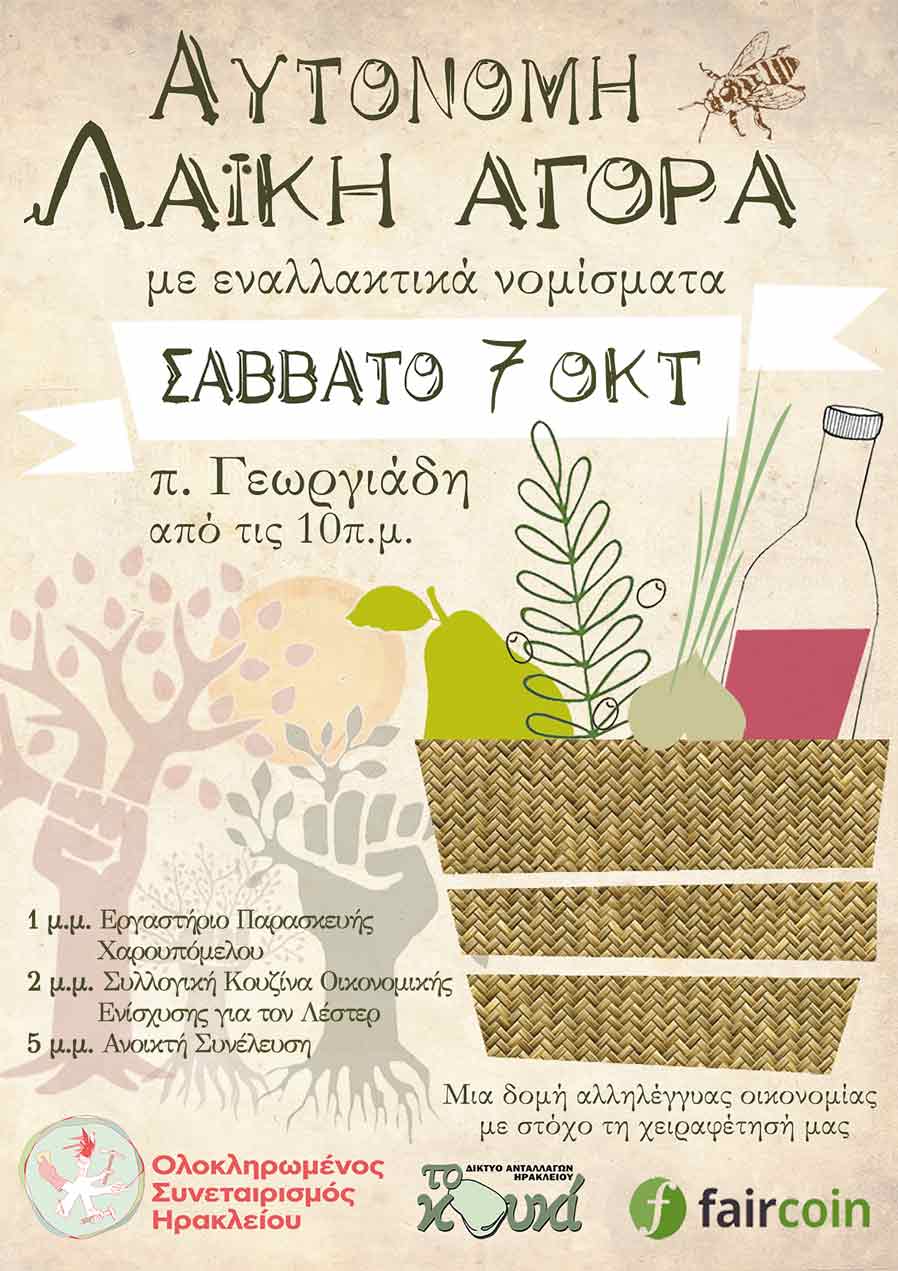 ΑΥΤΟΝΟΜΗ
ΛΑΪΚΗ ΑΓΟΡΑ
με εναλλακτικά νομίσματα
ΣΑΒΒΑΤΟ 7 ΟΚΤ
π. Γεωργιάδη
από τις 10π.μ.
1 μ.μ. Εργαστήριο Παρασκευής
Χαρουπόμελου
2 μ.μ. Συλλογική Κουζίνα Οικονομικής
Ενίσχυσης για τον Λέστερ
5 μ.μ. Ανοικτή Συνέλευση
Μια δομή αλληλέγγυας οικονομίας
με στόχο τη χειραφέτησή μας
Ολοκληρωμένος
Συνεταιρισμός
Ηρακλείου
ΔΙΚΤΥΟ ΑΝΤΑΛΛΑΓΩΝ
ΗΡΑΚΛΕΙΟΥ
το
κουκί
faircoin